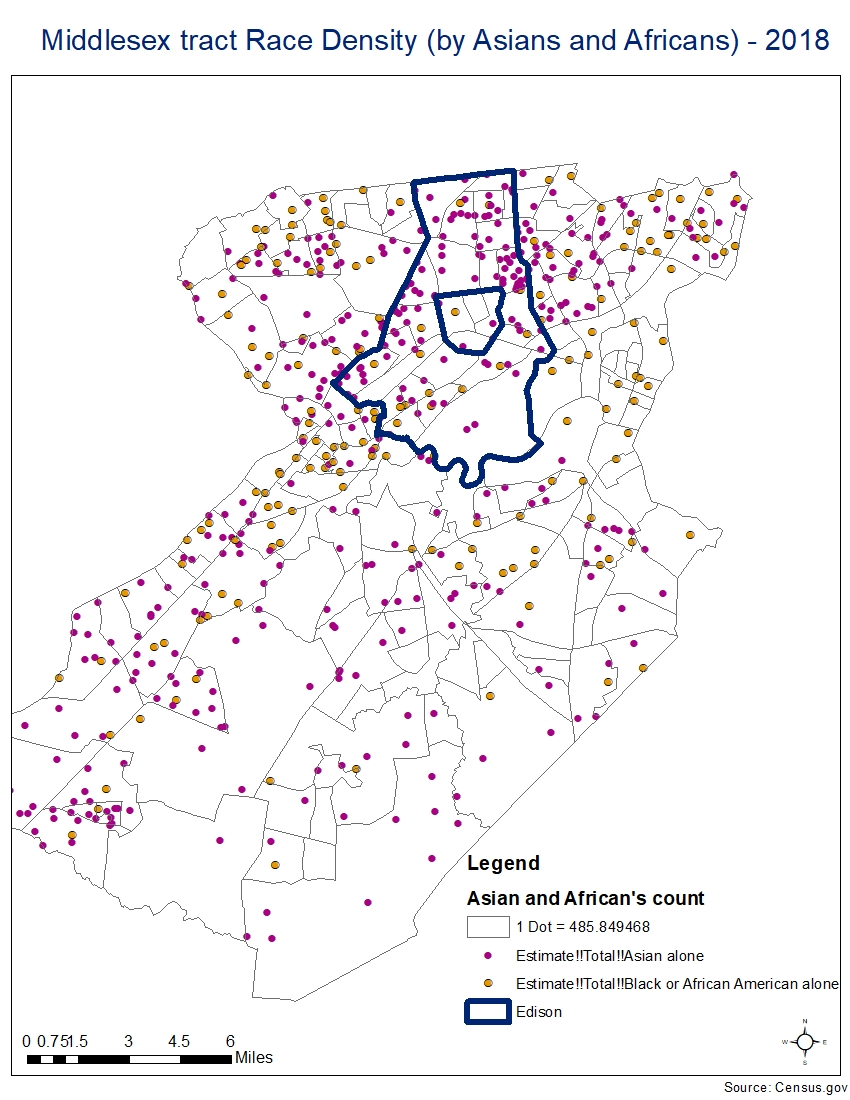 Middlesex tract Race Density (by Asians and Africans) - 2018
Legend
Asian and African's count
1 Dot = 485.849468
Estimate!!Total!!Asian alone
Estimate!!Total!!Black or African American alone
Edison
0 0.75 1.5 3 4.5 6
Miles
N
W E
S
Source: Census.gov